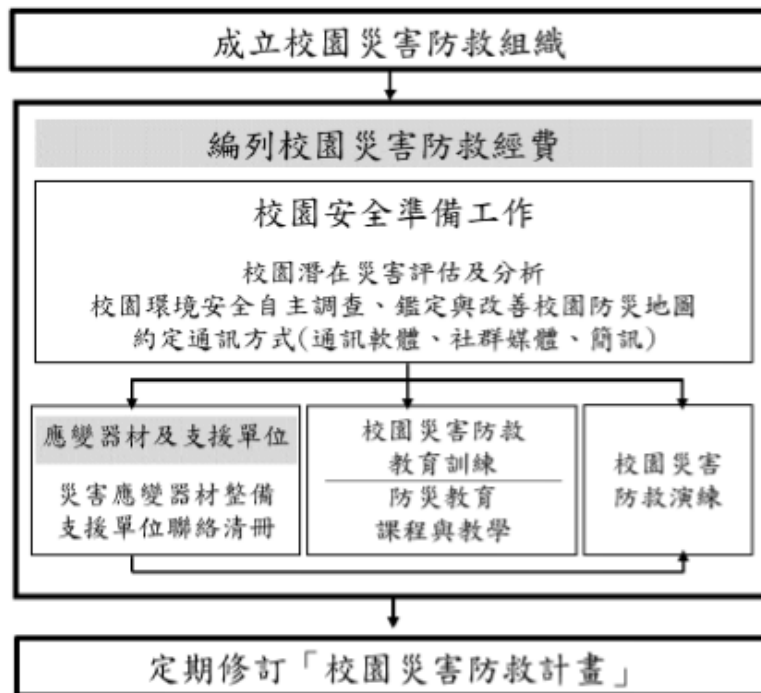 成立校園災害防救組織
編列校園災害防救經費
校園安全準備工作
校園潛在災害評估及分析
校園環境安全自主調查、鑑定與改善校園防災地圖
約定通訊方式(通訊軟體、社群媒體、簡訊)
應變器材及支援單位
災害應變器材整備
支援單位聯絡清冊
校園災害防救
教育訓練
防災教育
課程與教學
校園災害
防救演練
定期修訂「校園災害防救計畫」